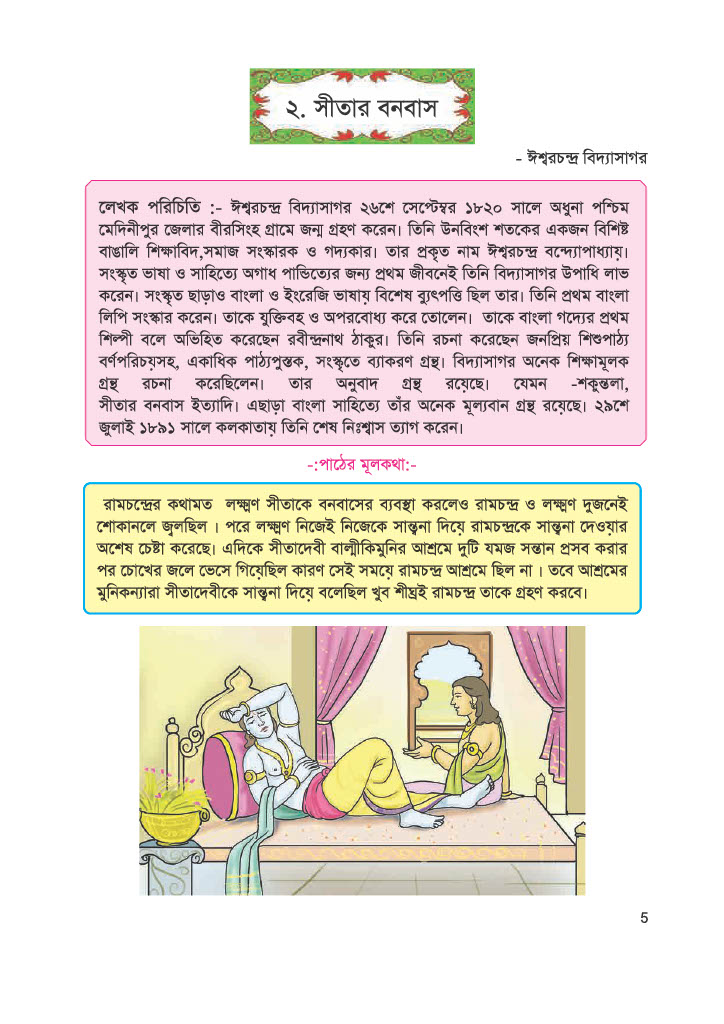 ২. সীতার বনবাস
- ঈশ্বরচন্দ্র বিদ্যাসাগর
লেখক পরিচিতি :- ঈশ্বরচন্দ্র বিদ্যাসাগর ২৬শে সেপ্টেম্বর ১৮২০ সালে অধুনা পশ্চিম
মেদিনীপুর জেলার বীরসিংহ গ্রামে জন্ম গ্রহণ করেন। তিনি উনবিংশ শতকের একজন বিশিষ্ট
বাঙালি শিক্ষাবিদ,সমাজ সংস্কারক ও গদ্যকার। তার প্রকৃত নাম ঈশ্বরচন্দ্র বন্দ্যোপাধ্যায়।
সংস্কৃত ভাষা ও সাহিত্যে অগাধ পান্ডিত্যের জন্য প্রথম জীবনেই তিনি বিদ্যাসাগর উপাধি লাভ
করেন। সংস্কৃত ছাড়াও বাংলা ও ইংরেজি ভাষায় বিশেষ ব্যুৎপত্তি ছিল তার। তিনি প্রথম বাংলা
লিপি সংস্কার করেন। তাকে যুক্তিবহ ও অপরবোধ্য করে তোলেন। তাকে বাংলা গদ্যের প্রথম
শিল্পী বলে অভিহিত করেছেন রবীন্দ্রনাথ ঠাকুর। তিনি রচনা করেছেন জনপ্রিয় শিশুপাঠ্য
বর্ণপরিচয়সহ, একাধিক পাঠ্যপুস্তক, সংস্কৃতে ব্যাকরণ গ্রন্থ। বিদ্যাসাগর অনেক শিক্ষামূলক
গ্রন্থ রচনা করেছিলেন। তার অনুবাদ গ্রন্থ রয়েছে। যেমন -শকুন্তলা,
সীতার বনবাস ইত্যাদি। এছাড়া বাংলা সাহিত্যে তাঁর অনেক মূল্যবান গ্রন্থ রয়েছে। ২৯শে
জুলাই ১৮৯১ সালে কলকাতায় তিনি শেষ নিঃশ্বাস ত্যাগ করেন।
-:পাঠের মূলকথা:-
রামচন্দ্রের কথামত লক্ষ্মণ সীতাকে বনবাসের ব্যবস্থা করলেও রামচন্দ্র ও লক্ষ্মণ দুজনেই
শোকানলে জ্বলছিল । পরে লক্ষ্মণ নিজেই নিজেকে সান্ত্বনা দিয়ে রামচন্দ্রকে সান্ত্বনা দেওয়ার
অশেষ চেষ্টা করেছে। এদিকে সীতাদেবী বাল্মীকিমুনির আশ্রমে দুটি যমজ সন্তান প্রসব করার
পর চোখের জলে ভেসে গিয়েছিল কারণ সেই সময়ে রামচন্দ্র আশ্রমে ছিল না । তবে আশ্রমের
মুনিকন্যারা সীতাদেবীকে সান্ত্বনা দিয়ে বলেছিল খুব শীঘ্রই রামচন্দ্র তাকে গ্রহণ করবে।
5